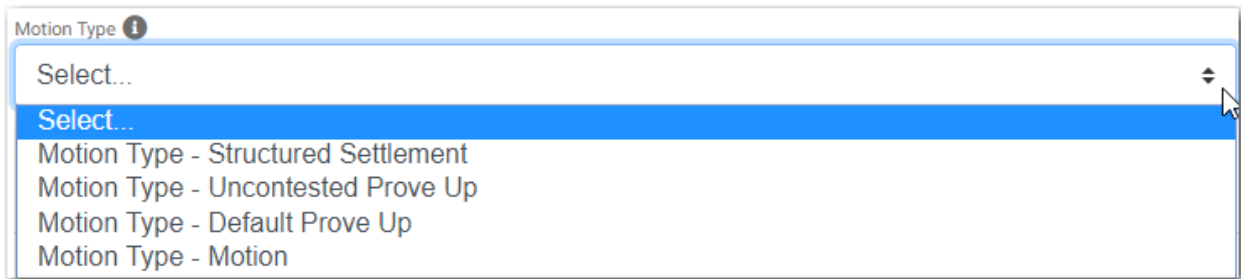 Motion Type i
Select...
Select...
Motion Type - Structured Settlement
Motion Type - Uncontested Prove Up
Motion Type - Default Prove Up
Motion Type - Motion